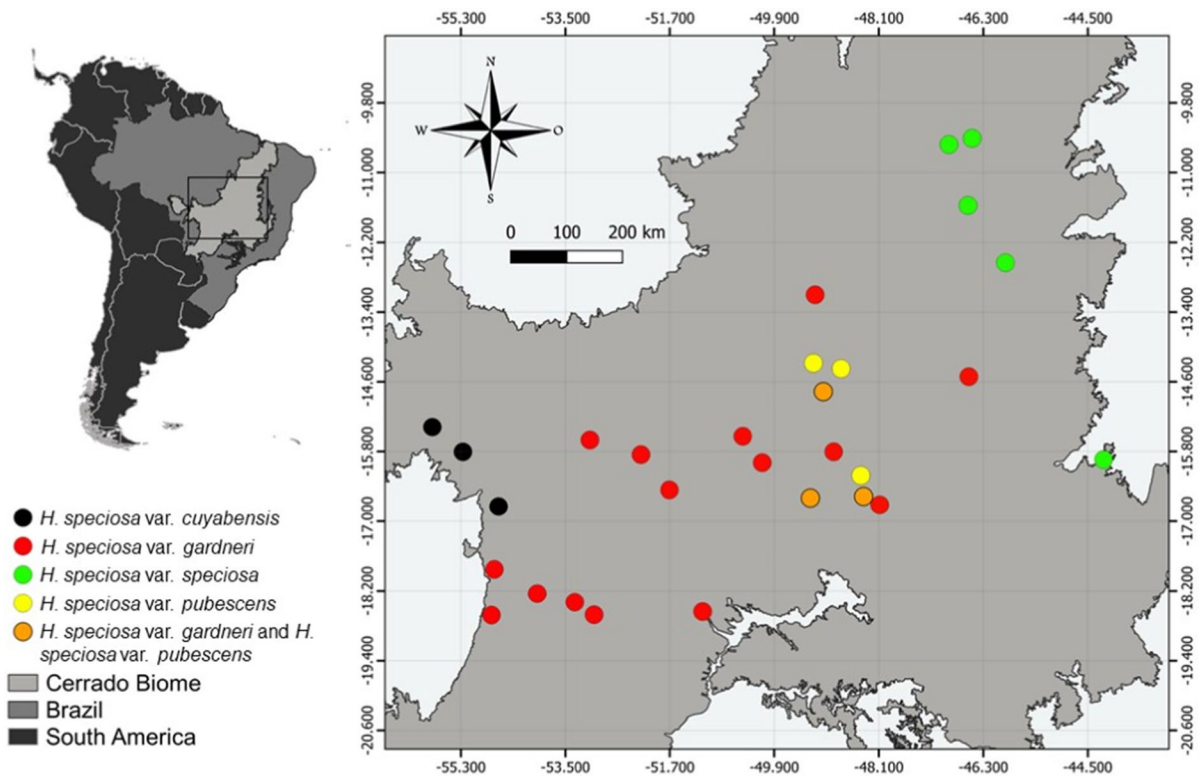 -55.300 -53.500 -51.700 -49.900 -48.100 -46.300 -44.500
N
W O
S
0 100 200 km
-9.800 -9.800
-11.000 -11.000
-12.200 -12.200
-13.400 -13.400
-14.600 -14.600
-15.800 -15.800
-17.000 -17.000
-18.200 -18.200
-19.400 -19.400
-20.600 -20.600
H. speciosa var. cuyabensis
H. speciosa var. gardneri
H. speciosa var. speciosa
H. speciosa var. pubescens
H. speciosa var. gardneri and H.
speciosa var. pubescens
Cerrado Biome
Brazil
South America
-55.300 -53.500 -51.700 -49.900 -48.100 -46.300 -44.500